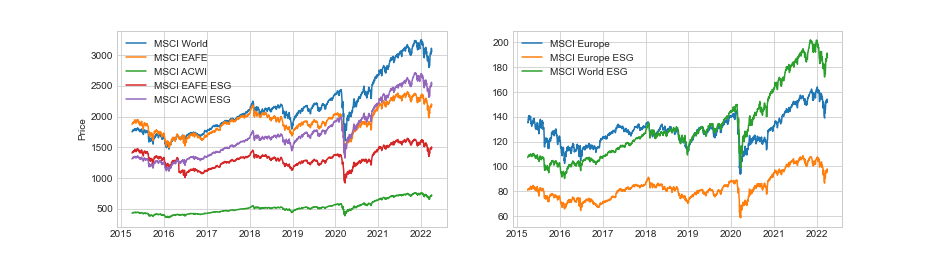 MSCI World
MSCI EAFE
MSCI ACWI
MSCI EAFE ESG
MSCI ACWI ESG
Price
3000
2500
2000
1500
1000
500
2015 2016 2017 2018 2019 2020 2021 2022
MSCI Europe
MSCI Europe ESG
MSCI World ESG
200
180
160
140
120
100
80
60
2015 2016 2017 2018 2019 2020 2021 2022